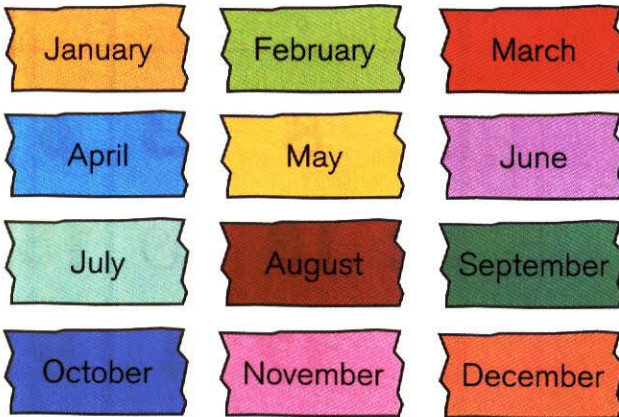 January February March
April May June
July August September
October November December